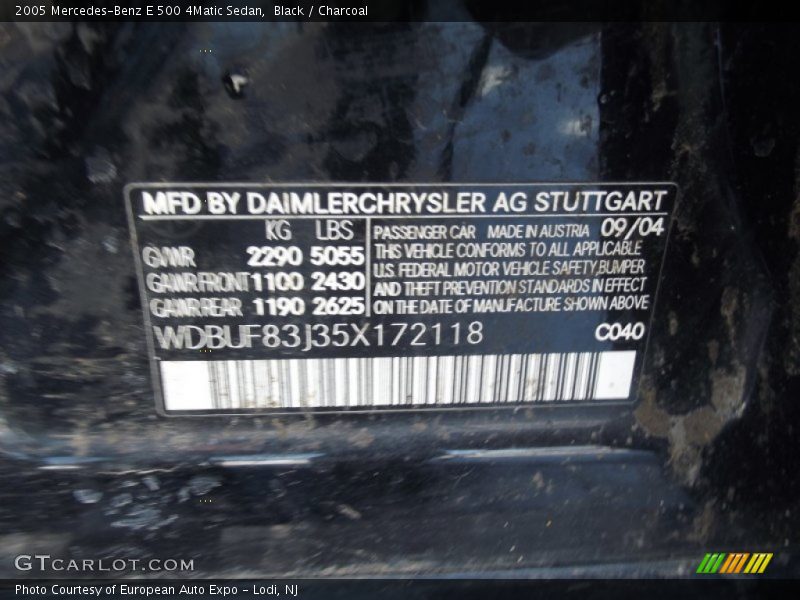 2005 Mercedes-Benz E 500 4Matic Sedan, Black / Charcoal
MFD BY DAIMLERCHRYSLER AG STUTTGART
KG LBS
GVWR 2290 5055
GAWR FRONT 1100 2430
GAWR REAR 1190 2625
PASSENGER CAR MADE IN AUSTRIA 09/04
THIS VEHICLE CONFORMS TO ALL APPLICABLE
U.S. FEDERAL MOTOR VEHICLE SAFETY, BUMPER
AND THEFT PREVENTION STANDARDS IN EFFECT
ON THE DATE OF MANUFACTURE SHOWN ABOVE
WDBUF83J35X172118 C040
GTCARLOT.COM
Photo Courtesy of European Auto Expo - Lodi, NJ